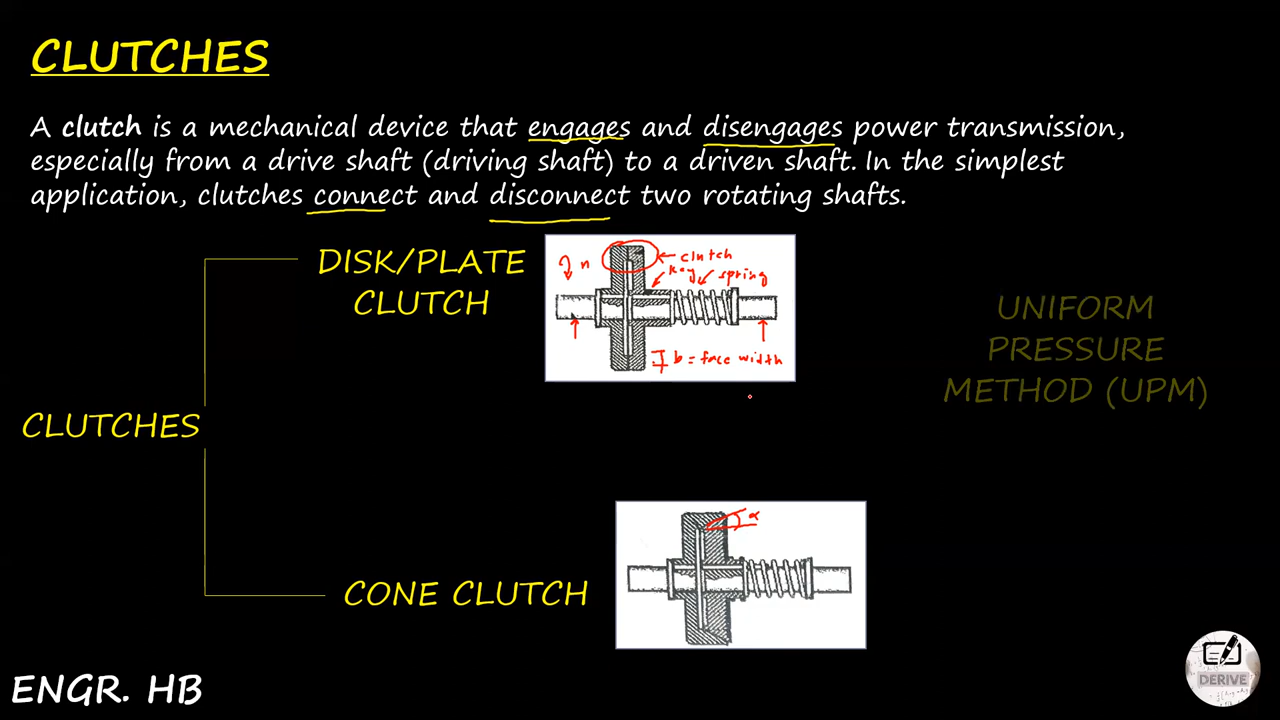 CLUTCHES
A clutch is a mechanical device that engages and disengages power transmission,
especially from a drive shaft (driving shaft) to a driven shaft. In the simplest
application, clutches connect and disconnect two rotating shafts.
DISK/PLATE
CLUTCH
n
clutch
key
spring
b = face width
UNIFORM
PRESSURE
METHOD (UPM)
CLUTCHES
α
CONE CLUTCH
ENGR. HB
DERIVE